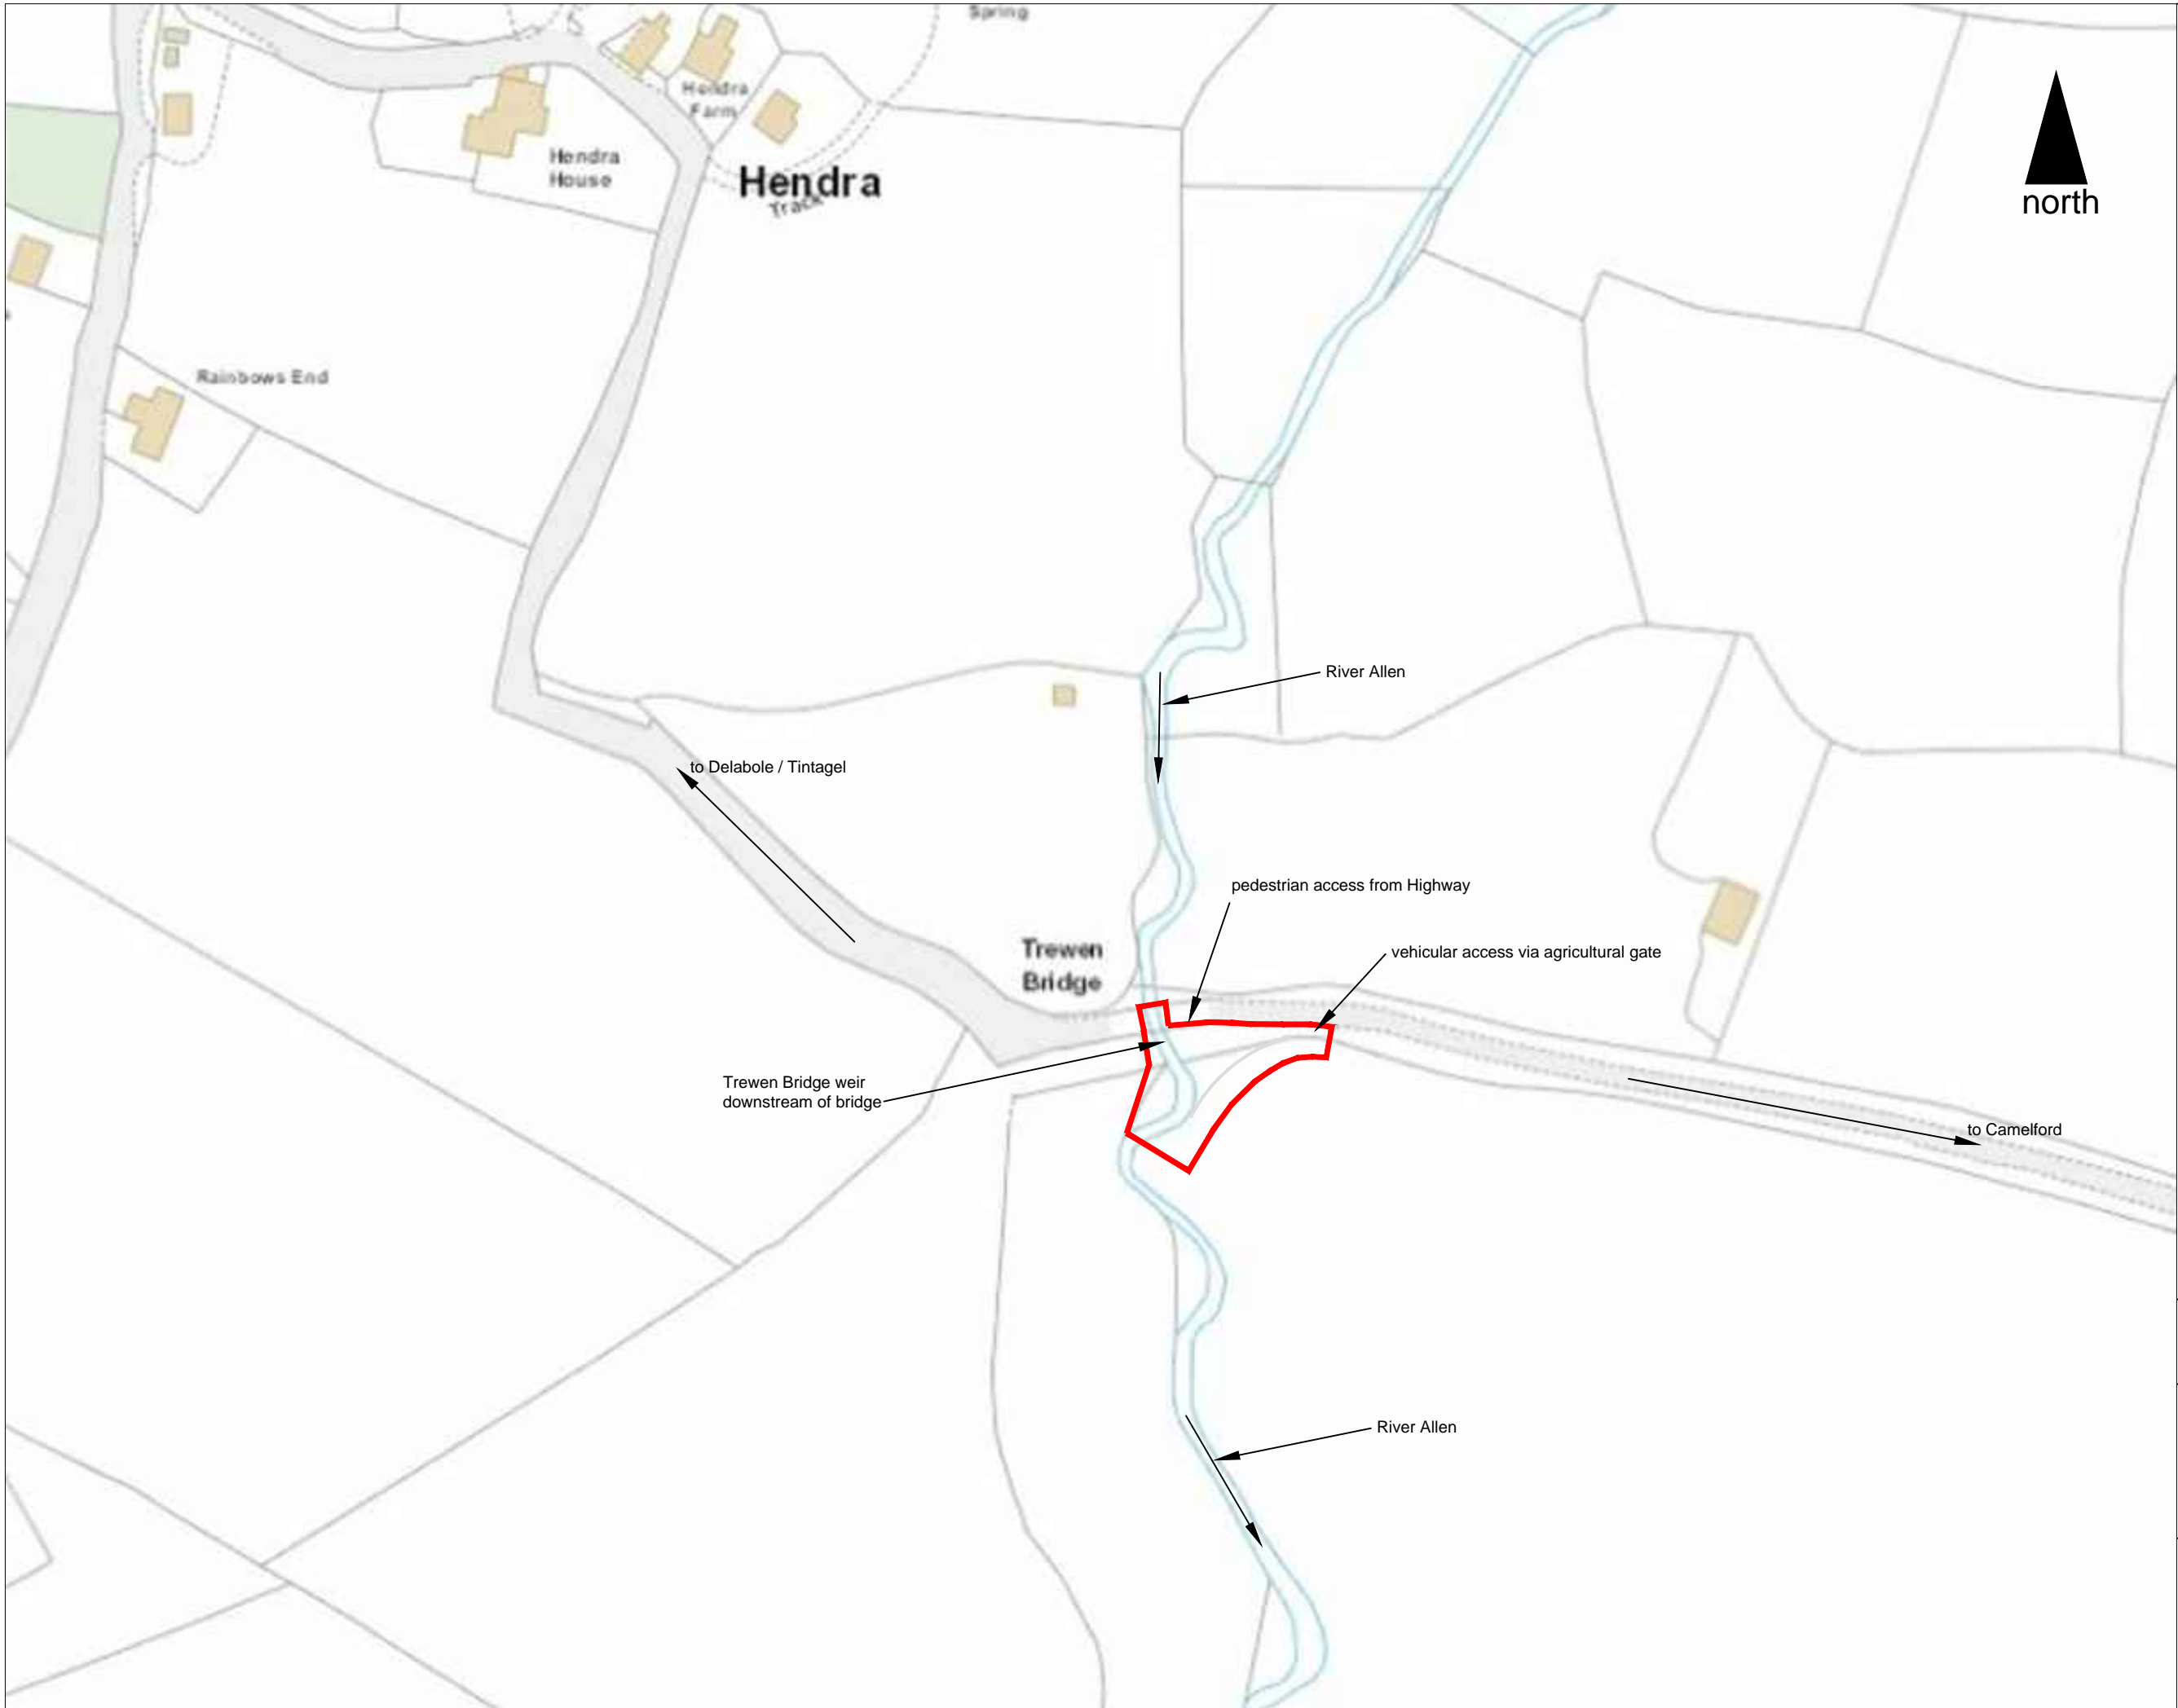 Spring
Hendra
Farm
Hendra
House
Hendra
Track
north
Rainbows End
River Allen
to Delabole / Tintagel
pedestrian access from Highway
Trewen
Bridge
vehicular access via agricultural gate
Trewen Bridge weir
downstream of bridge
to Camelford
River Allen